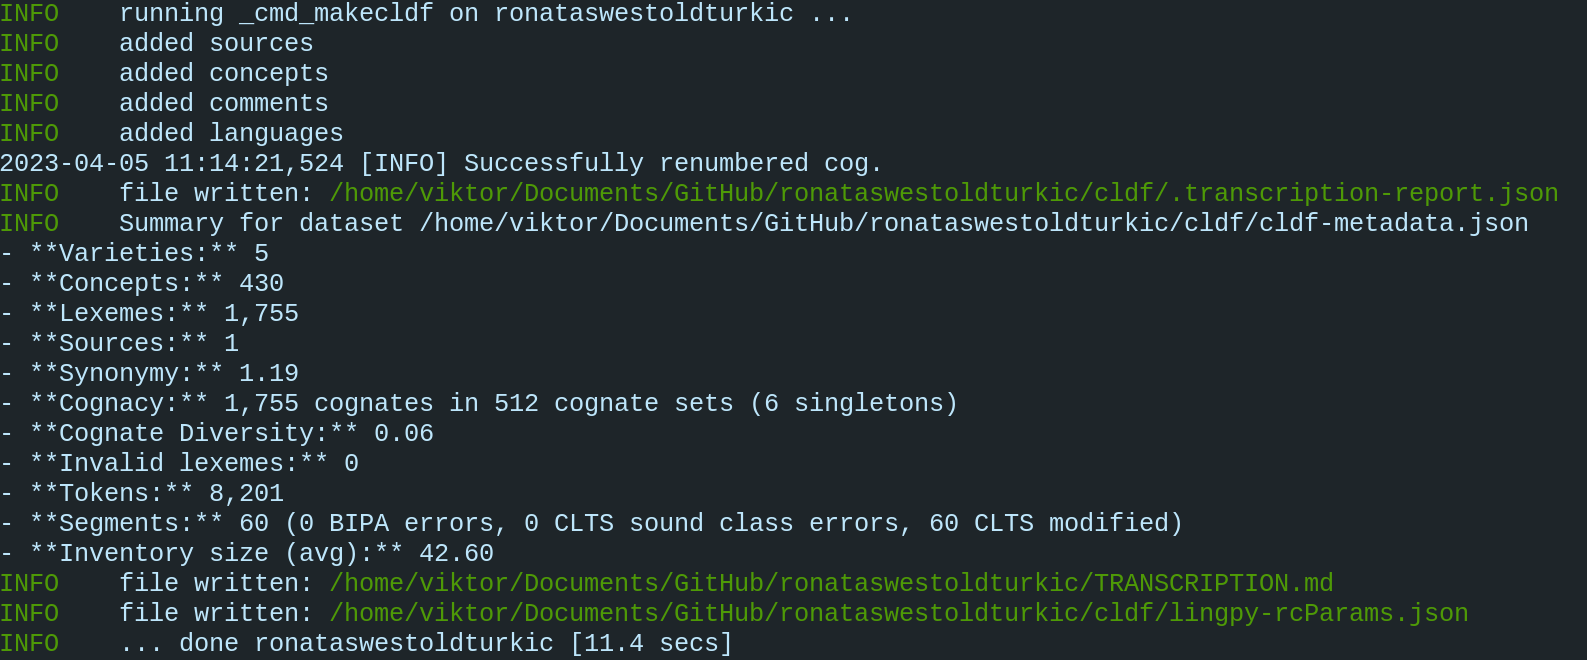 INFO    running _cmd_makecldf on ronataswestoldturkic ...
INFO    added sources
INFO    added concepts
INFO    added comments
INFO    added languages
2023-04-05 11:14:21,524 [INFO] Successfully renumbered cog.
INFO    file written: /home/viktor/Documents/GitHub/ronataswestoldturkic/cldf/.transcription-report.json
INFO    Summary for dataset /home/viktor/Documents/GitHub/ronataswestoldturkic/cldf/cldf-metadata.json
- **Varieties:** 5
- **Concepts:** 430
- **Lexemes:** 1,755
- **Sources:** 1
- **Synonymy:** 1.19
- **Cognacy:** 1,755 cognates in 512 cognate sets (6 singletons)
- **Cognate Diversity:** 0.06
- **Invalid lexemes:** 0
- **Tokens:** 8,201
- **Segments:** 60 (0 BIPA errors, 0 CLTS sound class errors, 60 CLTS modified)
- **Inventory size (avg):** 42.60
INFO    file written: /home/viktor/Documents/GitHub/ronataswestoldturkic/TRANSCRIPTION.md
INFO    file written: /home/viktor/Documents/GitHub/ronataswestoldturkic/cldf/lingpy-rcParams.json
INFO    ... done ronataswestoldturkic [11.4 secs]